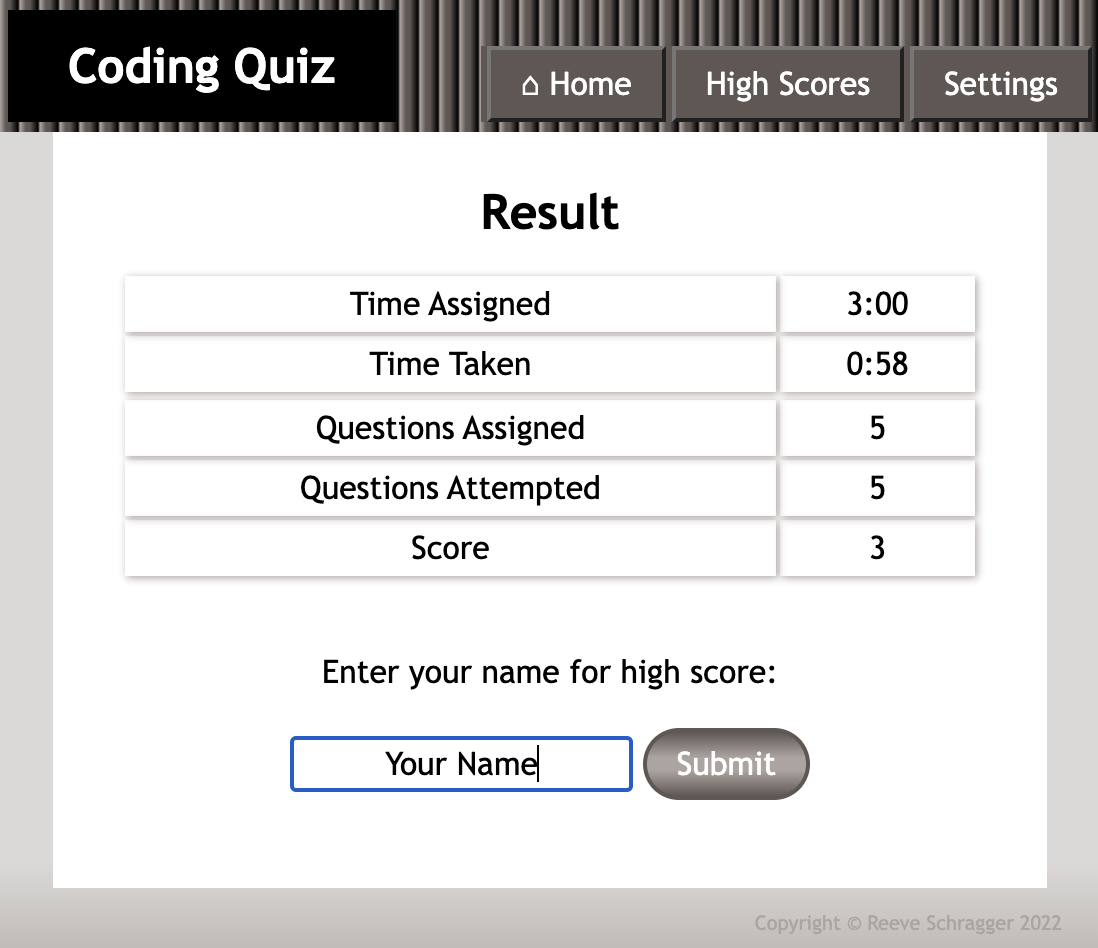 Coding Quiz
⌂ Home High Scores Settings
Result
Time Assigned 3:00
Time Taken 0:58
Questions Assigned 5
Questions Attempted 5
Score 3
Enter your name for high score:
Your Name Submit
Copyright © Reeve Schragger 2022